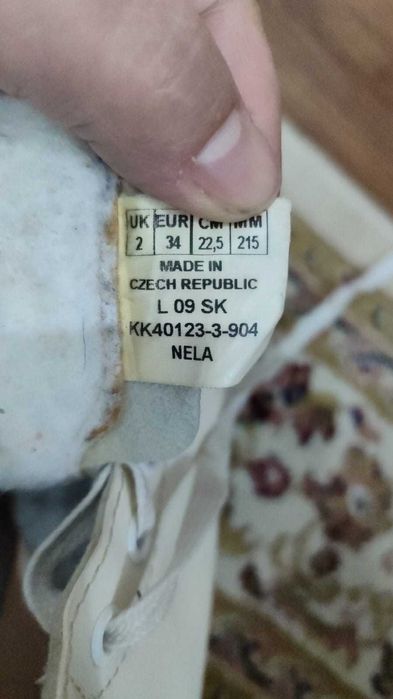 UK EUR CM MM
2 34 22,5 215
MADE IN
CZECH REPUBLIC
L 09 SK
KK40123-3-904
NELA